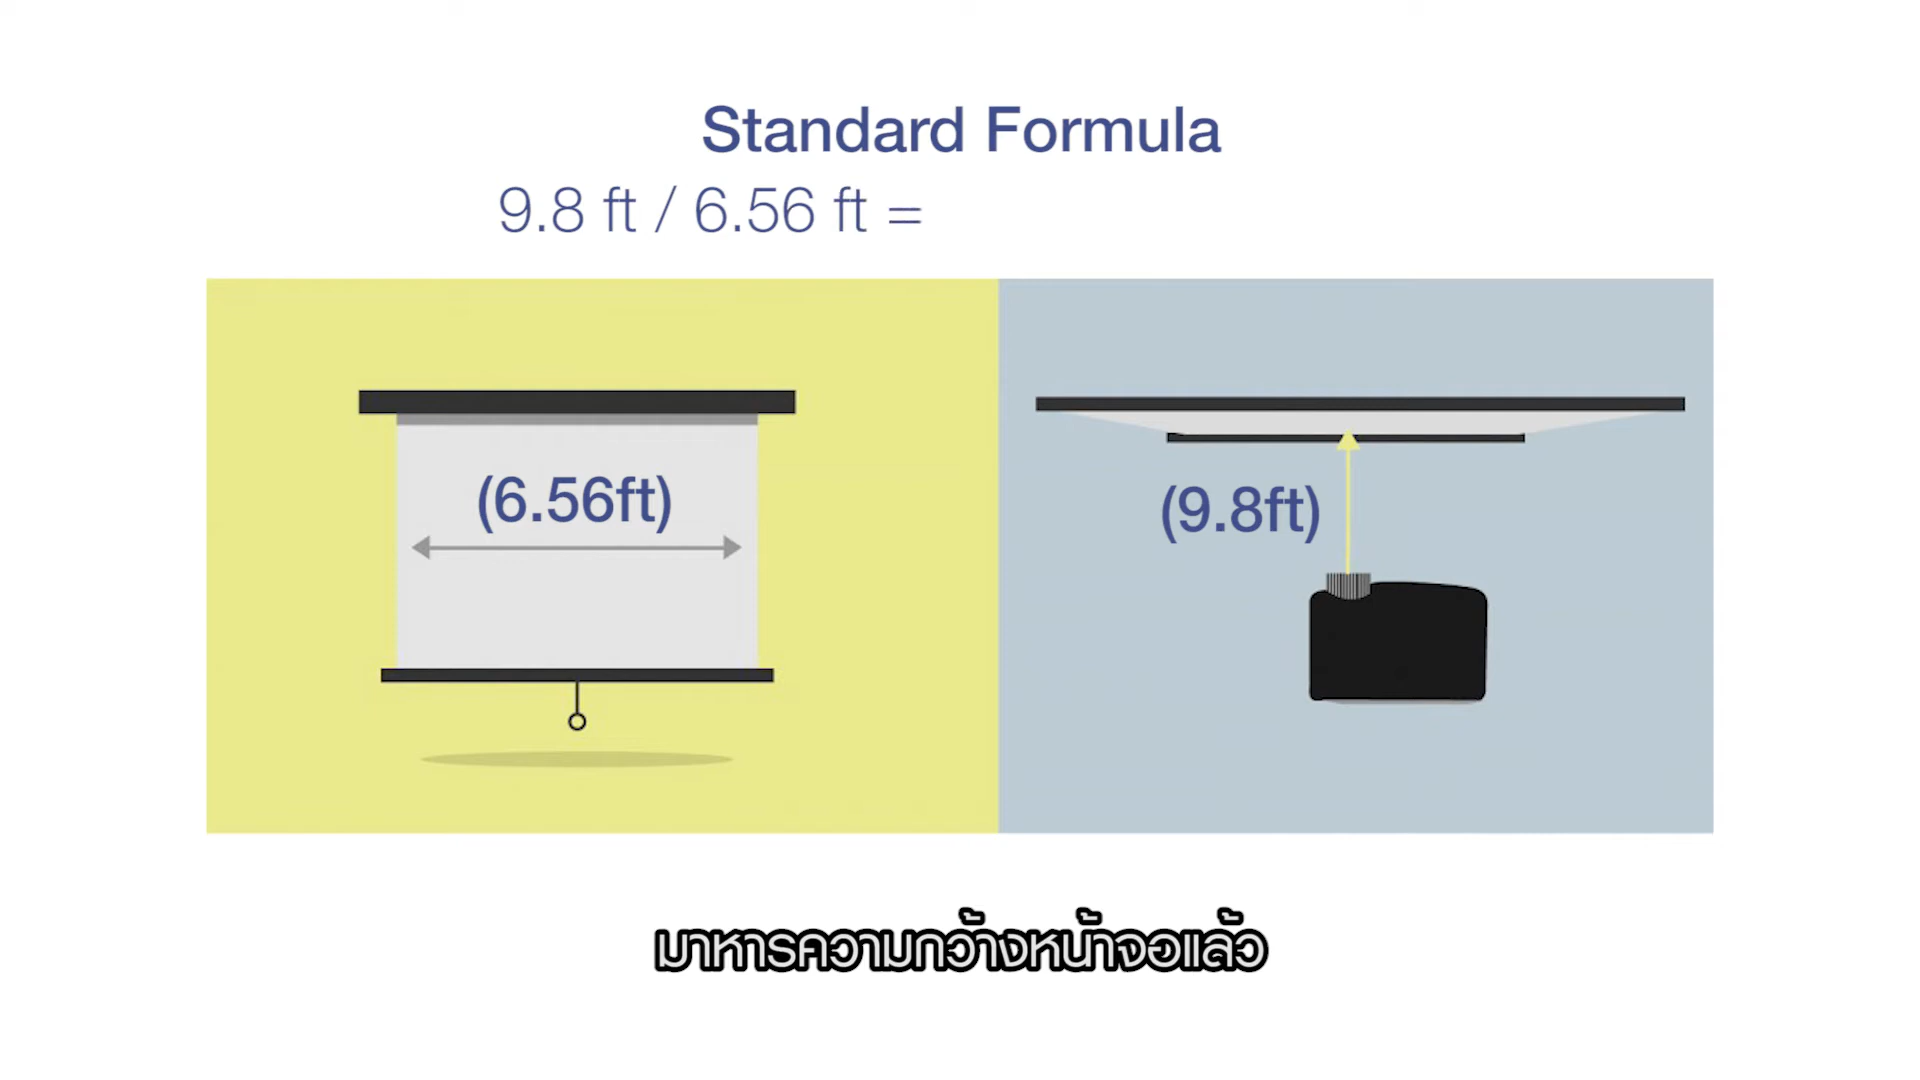 Standard Formula
9.8 ft / 6.56 ft =
(6.56ft)
(9.8ft)
มาหารความกว้างหน้าจอแล้ว